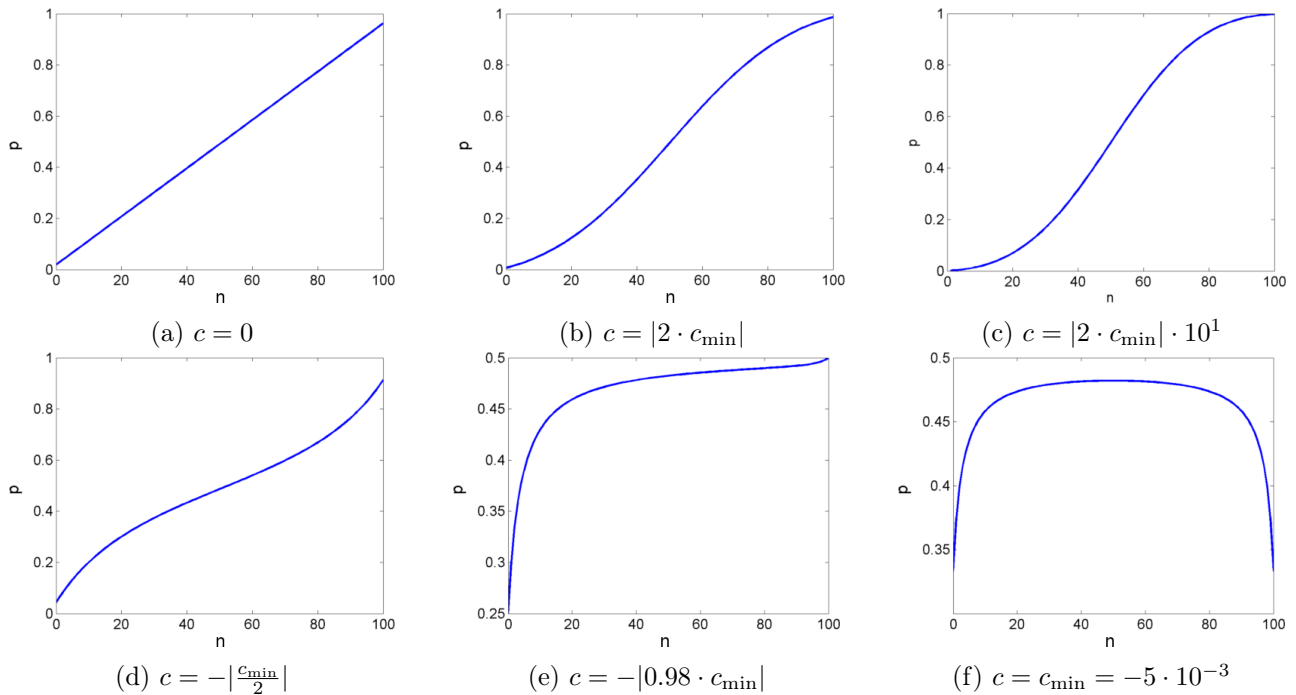 1
0.8
0.6
0.4
0.2
0
p
0 20 40 60 80 100
n
(a) c = 0
1
0.8
0.6
0.4
0.2
0
p
0 20 40 60 80 100
n
(b) c = |2 · c_min|
1
0.8
0.6
0.4
0.2
0
p
0 20 40 60 80 100
n
(c) c = |2 · c_min| · 10^1
1
0.8
0.6
0.4
0.2
0
p
0 20 40 60 80 100
n
(d) c = −|c_min/2|
0.5
0.45
0.4
0.35
0.3
0.25
p
0 20 40 60 80 100
n
(e) c = −|0.98 · c_min|
0.5
0.45
0.4
0.35
p
0 20 40 60 80 100
n
(f) c = c_min = −5 · 10^−3